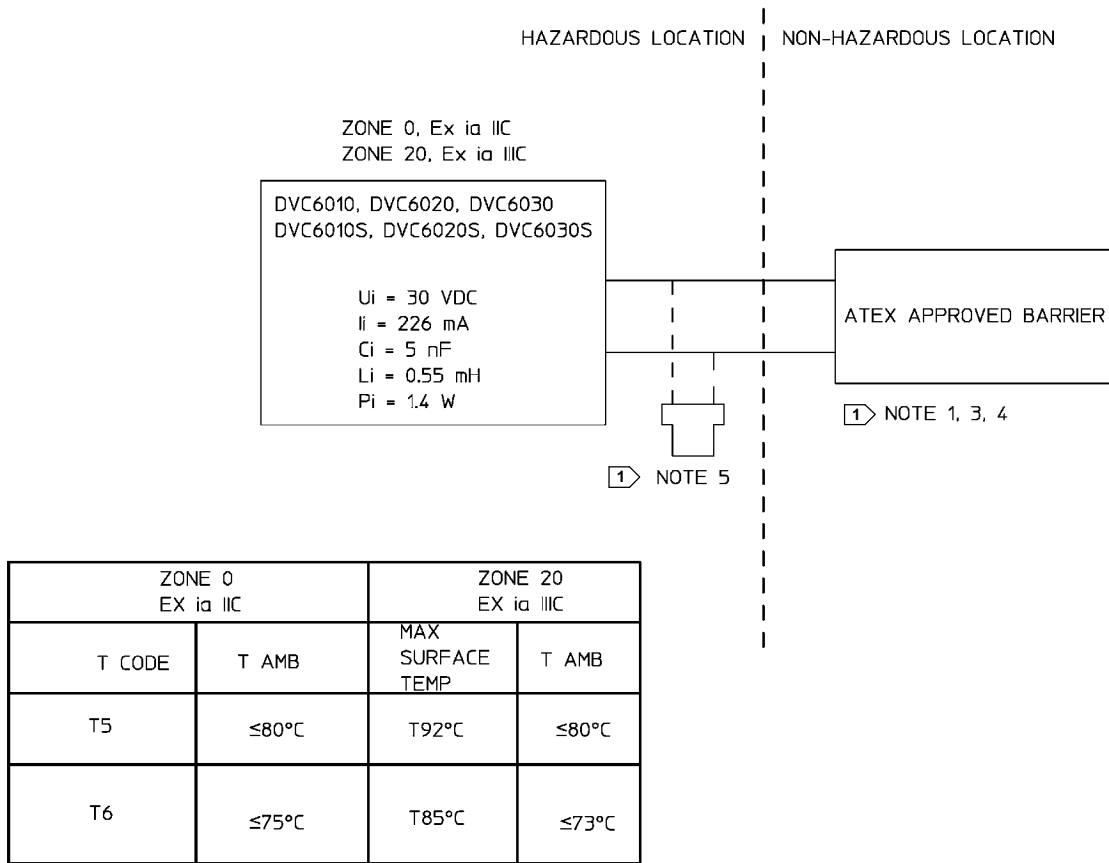 HAZARDOUS LOCATION
NON-HAZARDOUS LOCATION
ZONE 0, Ex ia IIC
ZONE 20, Ex ia IIIC
DVC6010, DVC6020, DVC6030
DVC6010S, DVC6020S, DVC6030S
Ui = 30 VDC
Ii = 226 mA
Ci = 5 nF
Li = 0.55 mH
Pi = 1.4 W
ATEX APPROVED BARRIER
1 NOTE 1, 3, 4
1 NOTE 5
ZONE 0
EX ia IIC
ZONE 20
EX ia IIIC
T CODE
T AMB
MAX
SURFACE
TEMP
T AMB
T5
≤80°C
T92°C
≤80°C
T6
≤75°C
T85°C
≤73°C